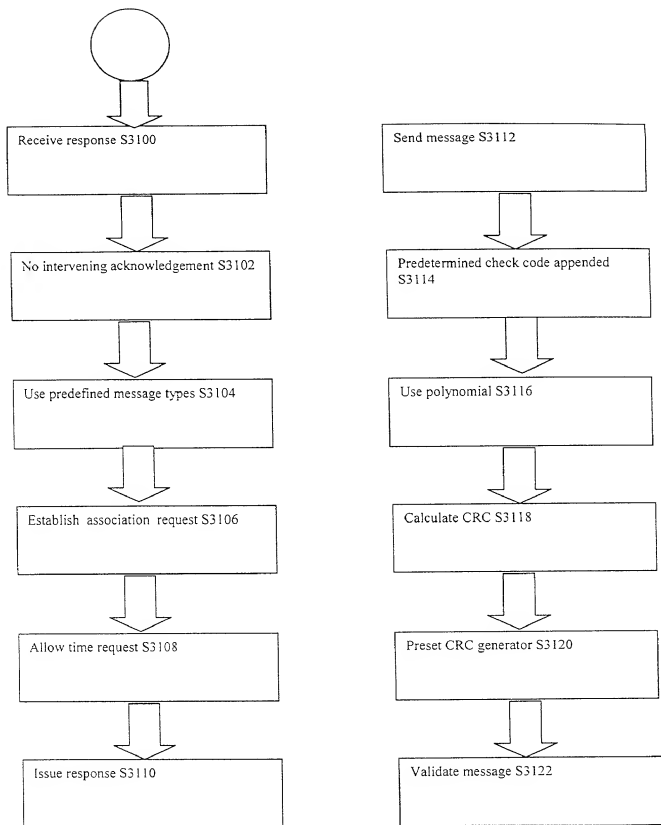 Receive response S3100
No intervening acknowledgement S3102
Use predefined message types S3104
Establish association request S3106
Allow time request S3108
Issue response S3110
Send message S3112
Predetermined check code appended
S3114
Use polynomial S3116
Calculate CRC S3118
Preset CRC generator S3120
Validate message S3122